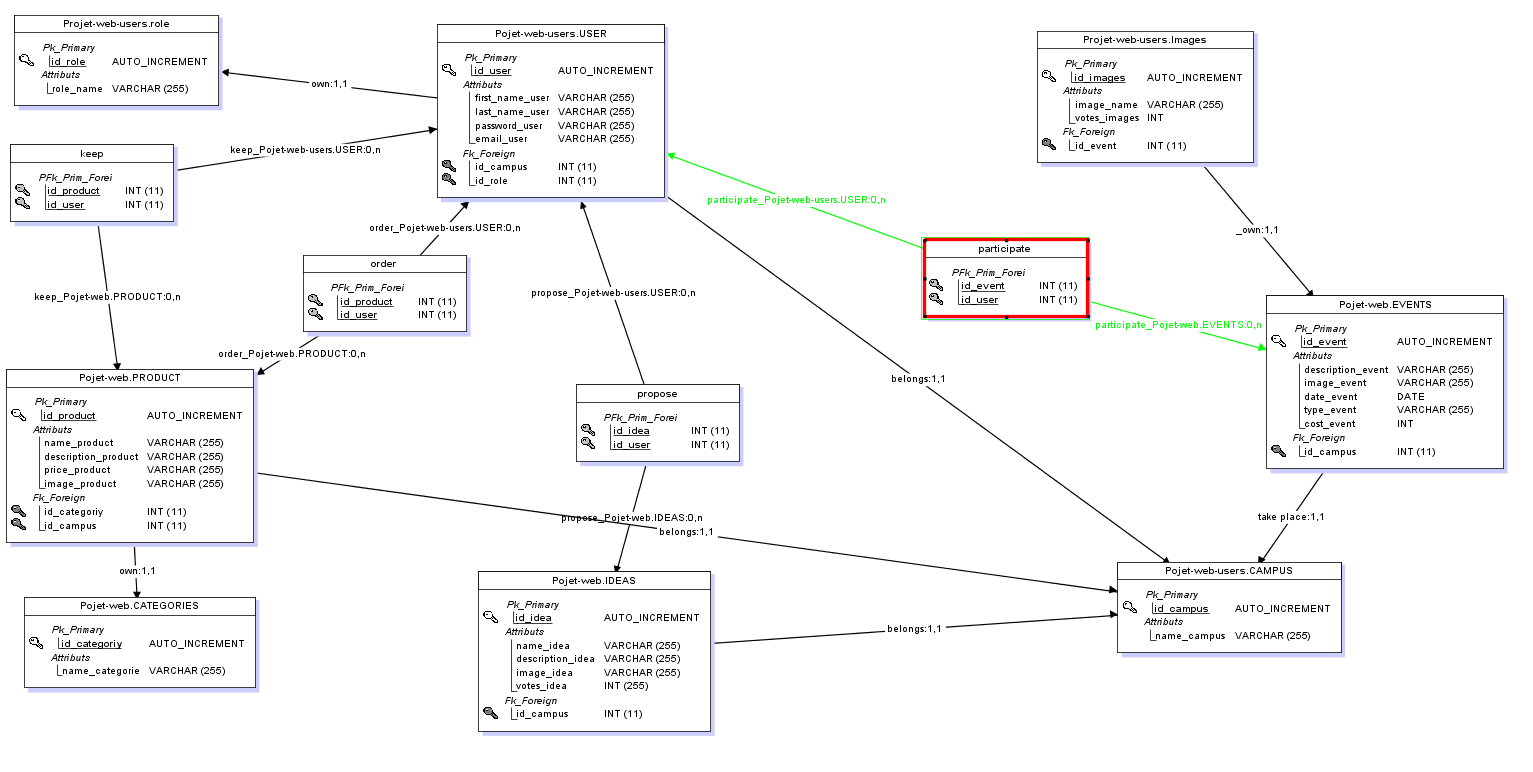 Projet-web-users.role
Pk_Primary
id_role AUTO_INCREMENT
Attributs
role_name VARCHAR (255)
own:1,1
Pojet-web-users.USER
Pk_Primary
id_user AUTO_INCREMENT
Attributs
first_name_user VARCHAR (255)
last_name_user VARCHAR (255)
password_user VARCHAR (255)
email_user VARCHAR (255)
Fk_Foreign
id_campus INT (11)
id_role INT (11)
Projet-web-users.Images
Pk_Primary
id_images AUTO_INCREMENT
Attributs
image_name VARCHAR (255)
votes_images INT
Fk_Foreign
id_event INT (11)
keep
PFk_Prim_Forei
id_product INT (11)
id_user INT (11)
keep_Pojet-web-users.USER:0,n
participate_Pojet-web-users.USER:0,n
order_Pojet-web-users.USER:0,n
_own:1,1
order
PFk_Prim_Forei
id_product INT (11)
id_user INT (11)
participate
PFk_Prim_Forei
id_event INT (11)
id_user INT (11)
keep_Pojet-web.PRODUCT:0,n
propose_Pojet-web-users.USER:0,n
participate_Pojet-web.EVENTS:0,n
order_Pojet-web.PRODUCT:0,n
Pojet-web.EVENTS
Pk_Primary
id_event AUTO_INCREMENT
Attributs
description_event VARCHAR (255)
image_event VARCHAR (255)
date_event DATE
type_event VARCHAR (255)
cost_event INT
Fk_Foreign
id_campus INT (11)
Pojet-web.PRODUCT
Pk_Primary
id_product AUTO_INCREMENT
Attributs
name_product VARCHAR (255)
description_product VARCHAR (255)
price_product VARCHAR (255)
image_product VARCHAR (255)
Fk_Foreign
id_categoriy INT (11)
id_campus INT (11)
propose
PFk_Prim_Forei
id_idea INT (11)
id_user INT (11)
belongs:1,1
propose_Pojet-web.IDEAS:0,n
belongs:1,1
take place:1,1
own:1,1
Pojet-web.CATEGORIES
Pk_Primary
id_categoriy AUTO_INCREMENT
Attributs
name_categorie VARCHAR (255)
Pojet-web.IDEAS
Pk_Primary
id_idea AUTO_INCREMENT
Attributs
name_idea VARCHAR (255)
description_idea VARCHAR (255)
image_idea VARCHAR (255)
votes_idea INT (255)
Fk_Foreign
id_campus INT (11)
belongs:1,1
Pojet-web-users.CAMPUS
Pk_Primary
id_campus AUTO_INCREMENT
Attributs
name_campus VARCHAR (255)